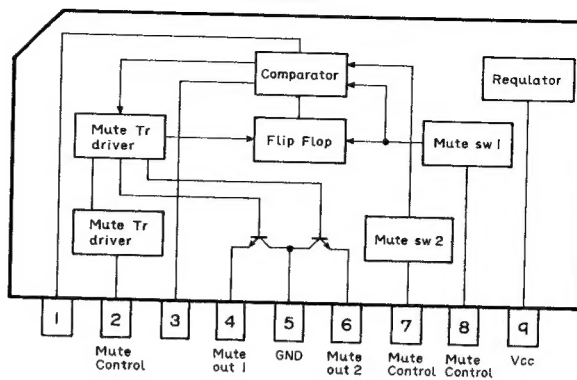 Comparator
Requlator
Mute Tr
driver
Flip Flop
Mute sw 1
Mute Tr
driver
Mute sw 2
1
2
3
4
5
6
7
8
9
Mute
Control
Mute
out 1
GND
Mute
out 2
Mute
Control
Mute
Control
Vcc